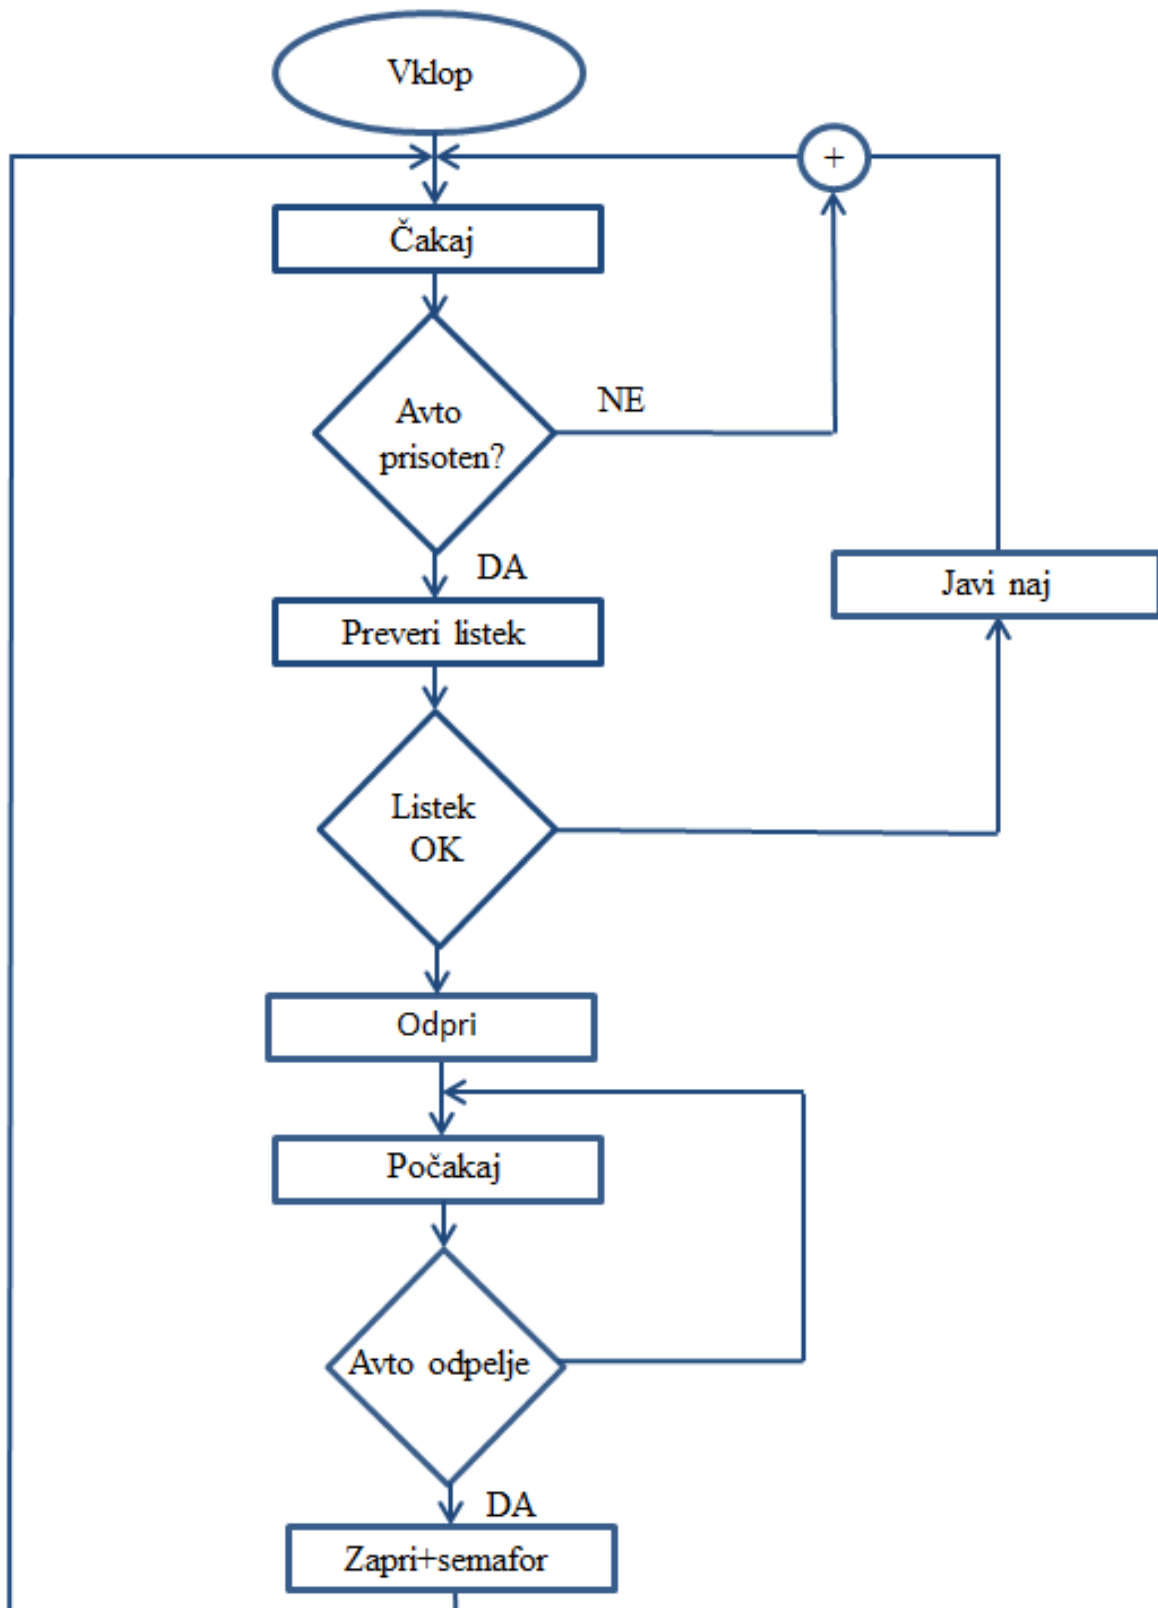 Vklop
+
Čakaj
NE
Avto
prisoten?
DA
Preveri listek
Javi naj
Listek
OK
Odpri
Počakaj
Avto odpelje
DA
Zapri+semafor